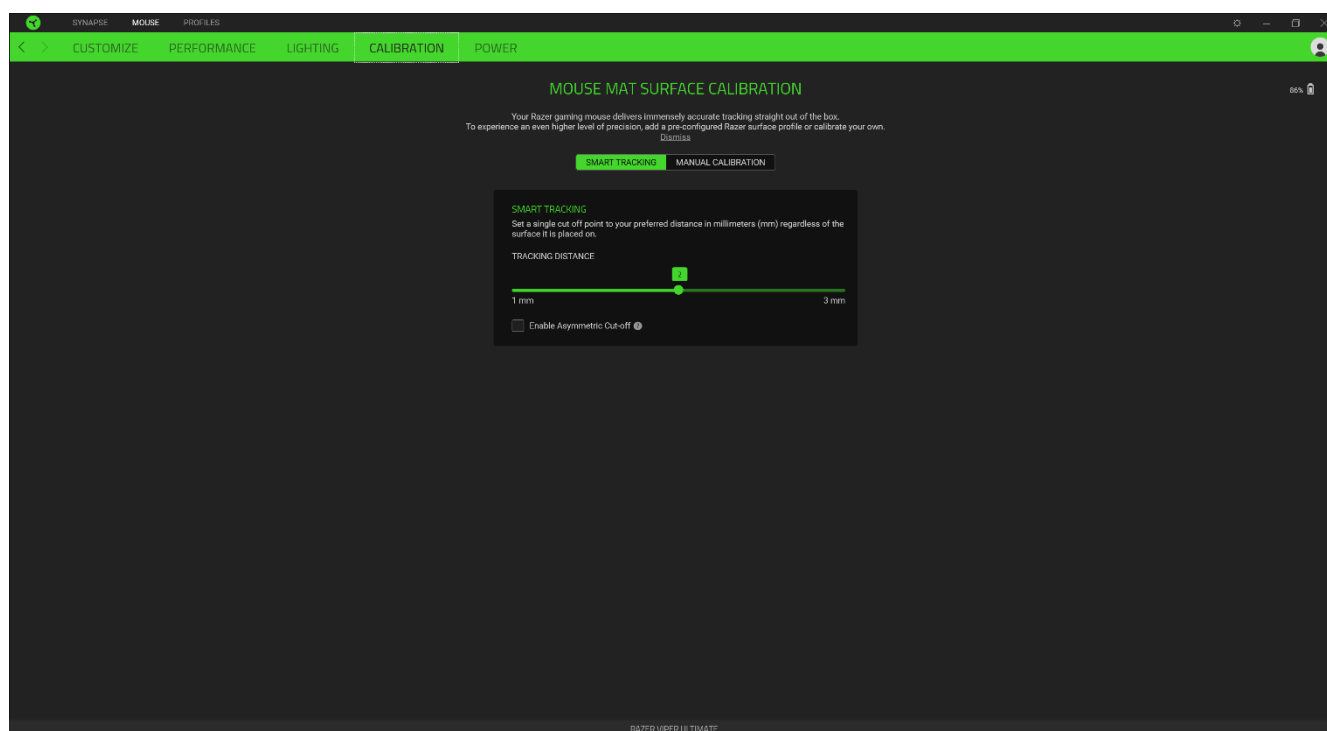 SYNAPSE MOUSE PROFILES
CUSTOMIZE PERFORMANCE LIGHTING CALIBRATION POWER
MOUSE MAT SURFACE CALIBRATION
86%
Your Razer gaming mouse delivers immensely accurate tracking straight out of the box.
To experience an even higher level of precision, add a pre-configured Razer surface profile or calibrate your own.
Dismiss
SMART TRACKING MANUAL CALIBRATION
SMART TRACKING
Set a single cut off point to your preferred distance in millimeters (mm) regardless of the
surface it is placed on.
TRACKING DISTANCE
2
1 mm 3 mm
Enable Asymmetric Cut-off ?
RAZER VIPER ULTIMATE